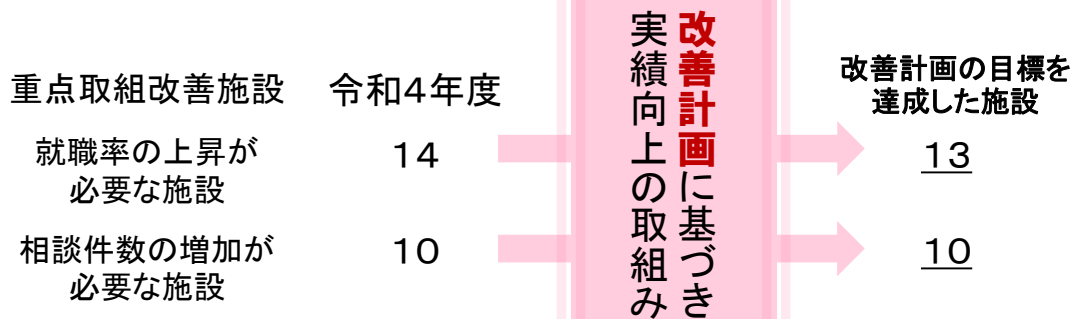 重点取組改善施設
令和4年度
改善計画に基づき
実績向上の取組み
改善計画の目標を
達成した施設
就職率の上昇が
必要な施設
14
13
相談件数の増加が
必要な施設
10
10